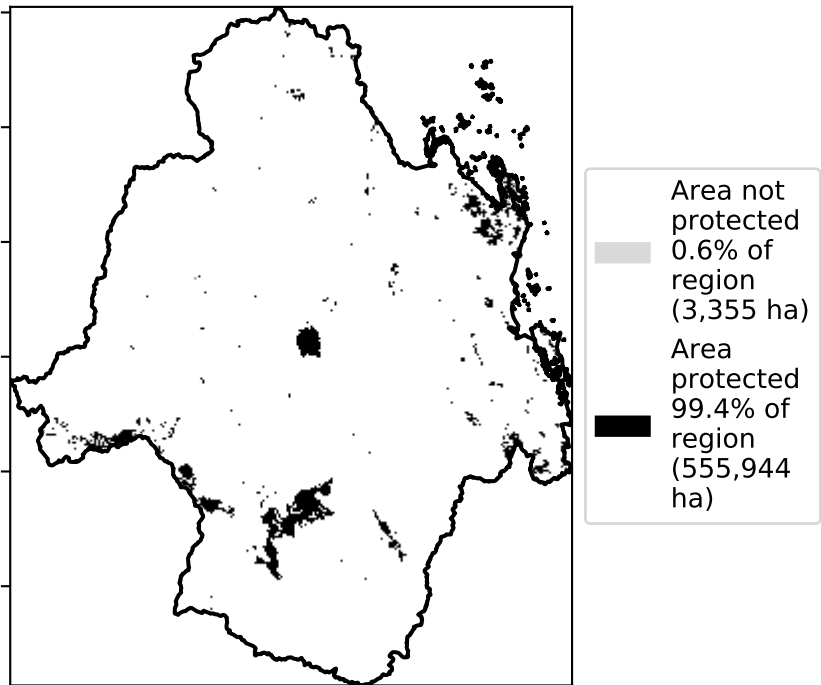 Area not
protected
0.6% of
region
(3,355 ha)
Area
protected
99.4% of
region
(555,944
ha)